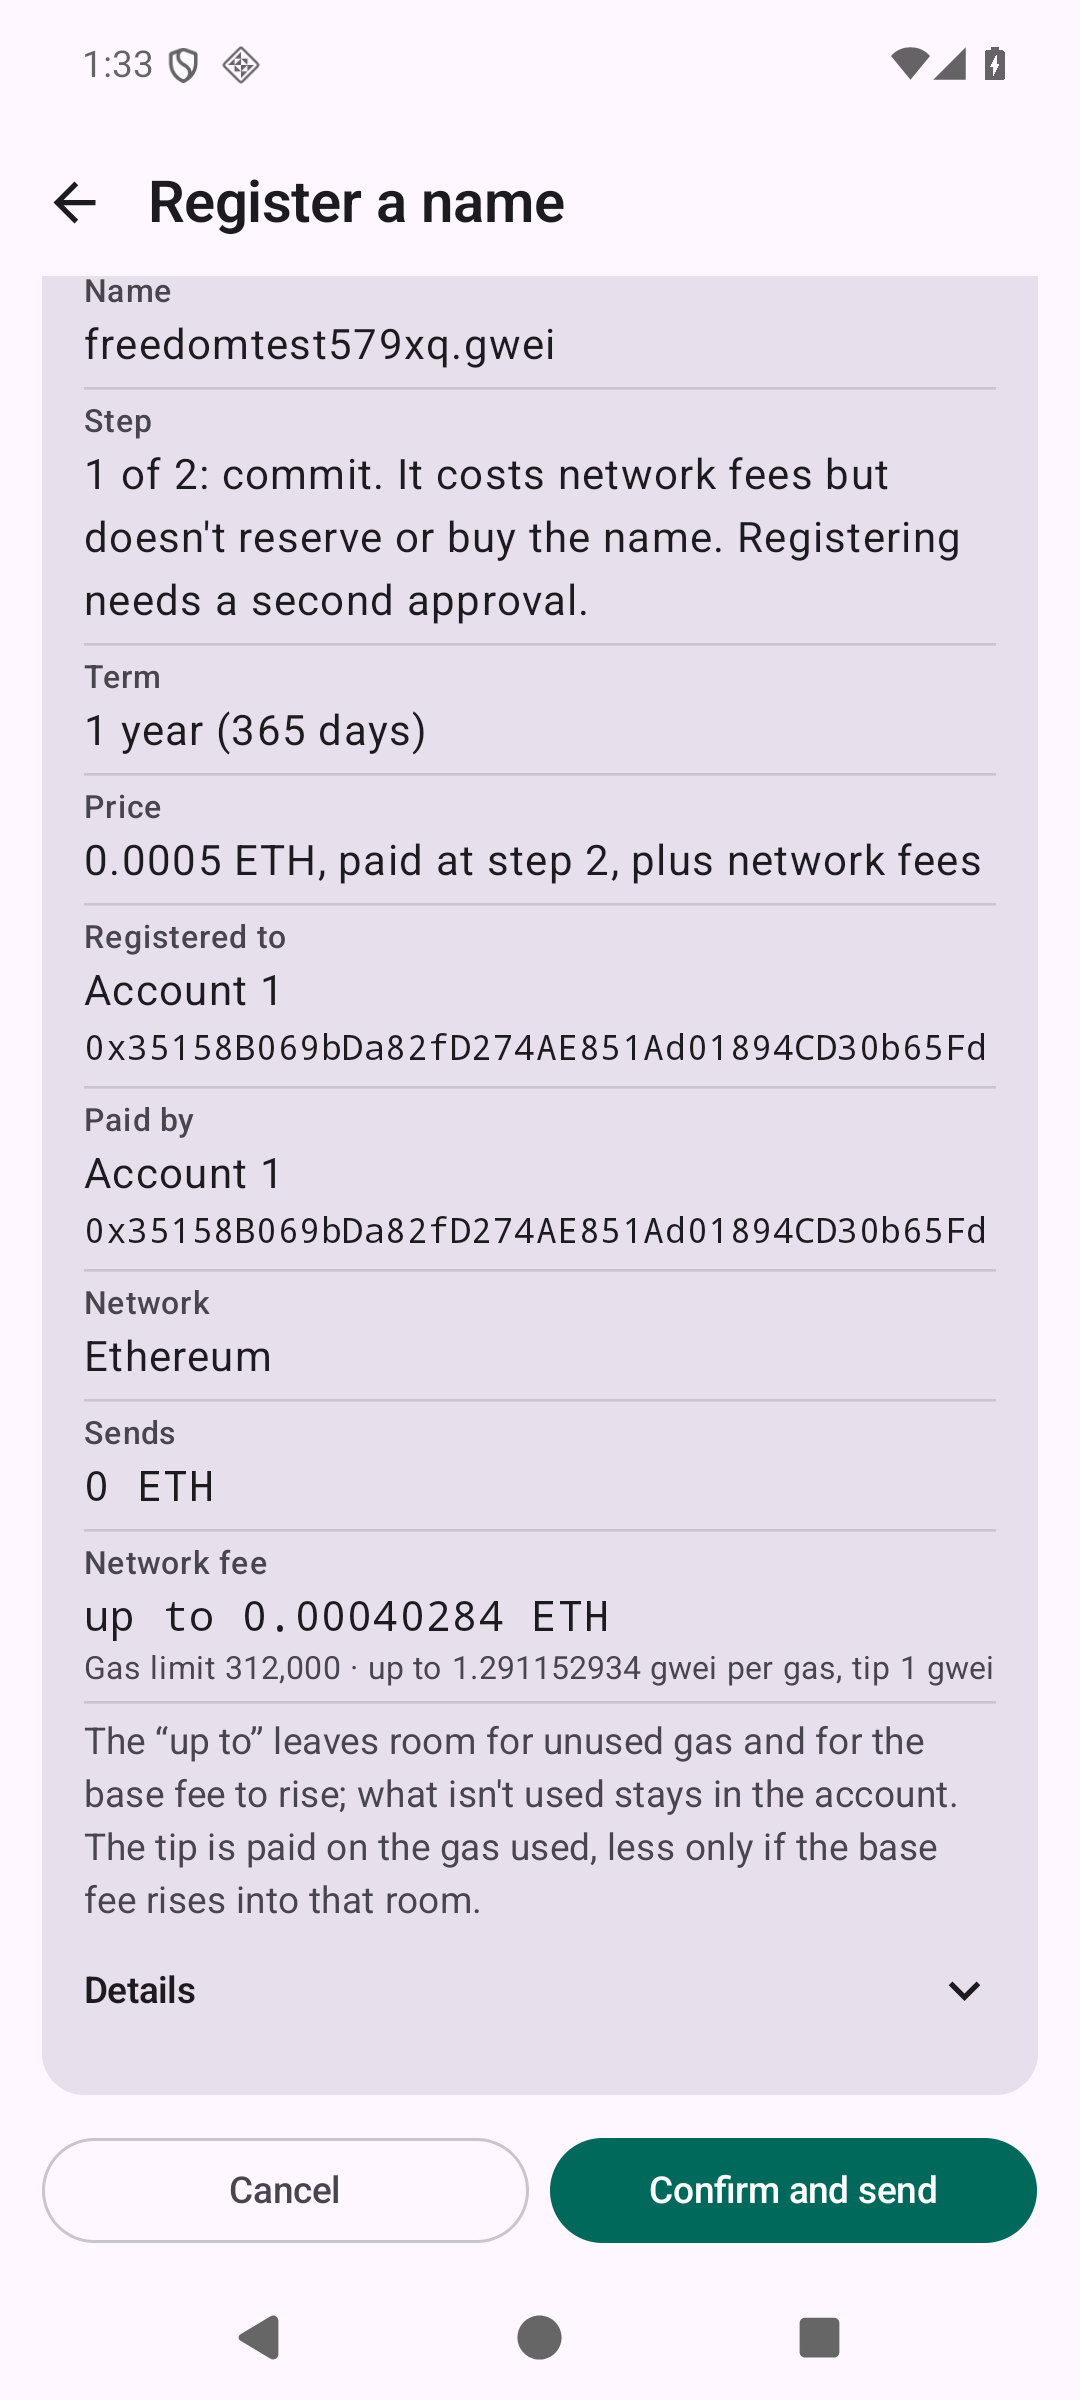 1:33
Register a name
Name
freedomtest579xq.gwei
Step
1 of 2: commit. It costs network fees but
doesn't reserve or buy the name. Registering
needs a second approval.
Term
1 year (365 days)
Price
0.0005 ETH, paid at step 2, plus network fees
Registered to
Account 1
0x35158B069bDa82fD274AE851Ad01894CD30b65Fd
Paid by
Account 1
0x35158B069bDa82fD274AE851Ad01894CD30b65Fd
Network
Ethereum
Sends
0 ETH
Network fee
up to 0.00040284 ETH
Gas limit 312,000 · up to 1.291152934 gwei per gas, tip 1 gwei
The “up to” leaves room for unused gas and for the
base fee to rise; what isn't used stays in the account.
The tip is paid on the gas used, less only if the base
fee rises into that room.
Details
Cancel
Confirm and send